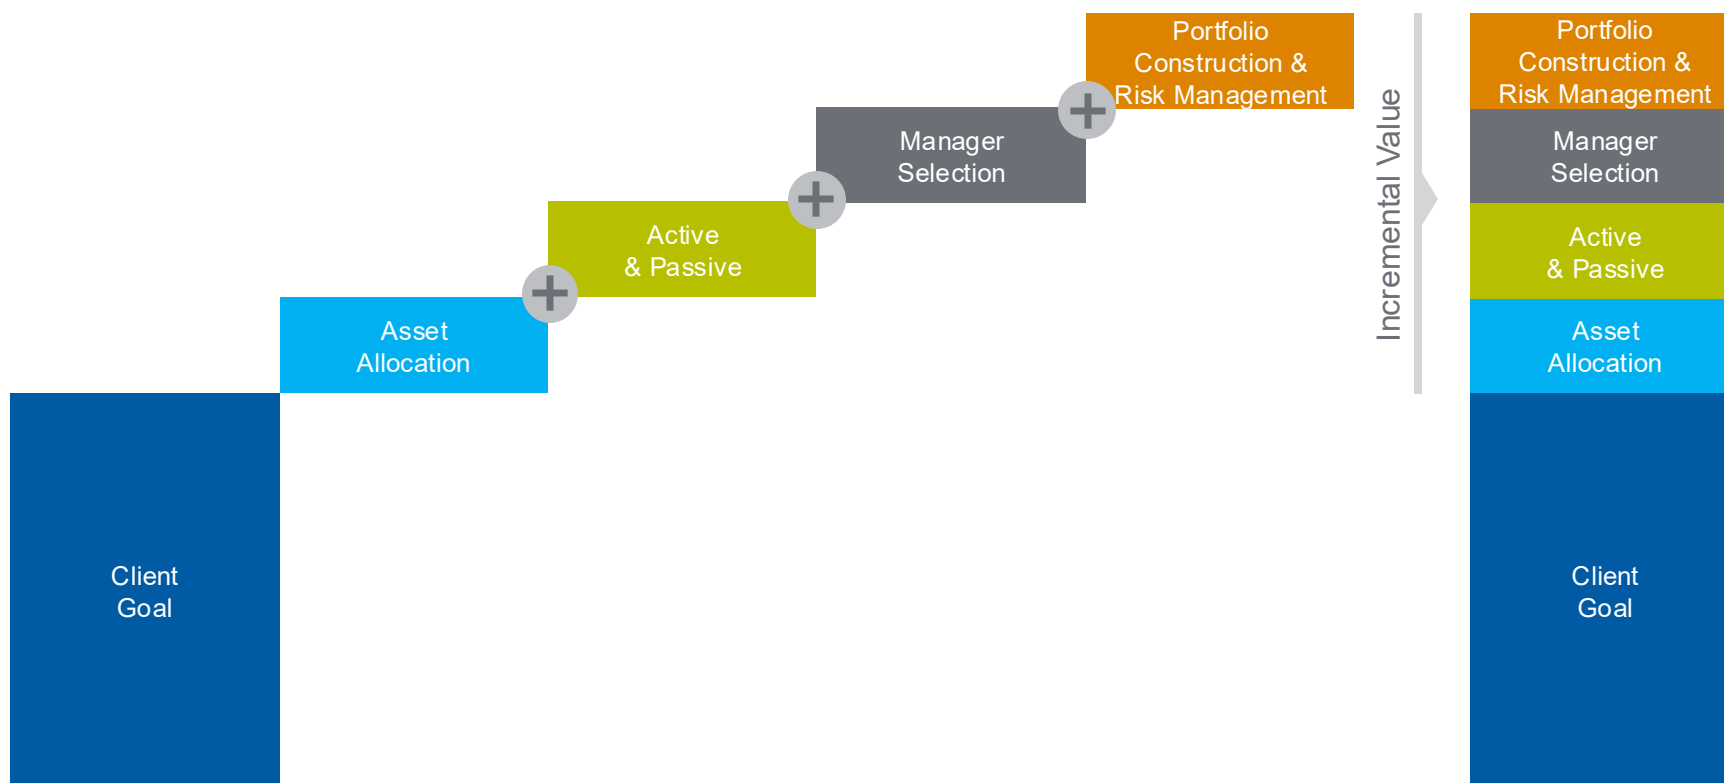 Portfolio
Construction &
Risk Management
Manager
Selection
Active
& Passive
Asset
Allocation
Client
Goal
Incremental Value
Portfolio
Construction &
Risk Management
Manager
Selection
Active
& Passive
Asset
Allocation
Client
Goal